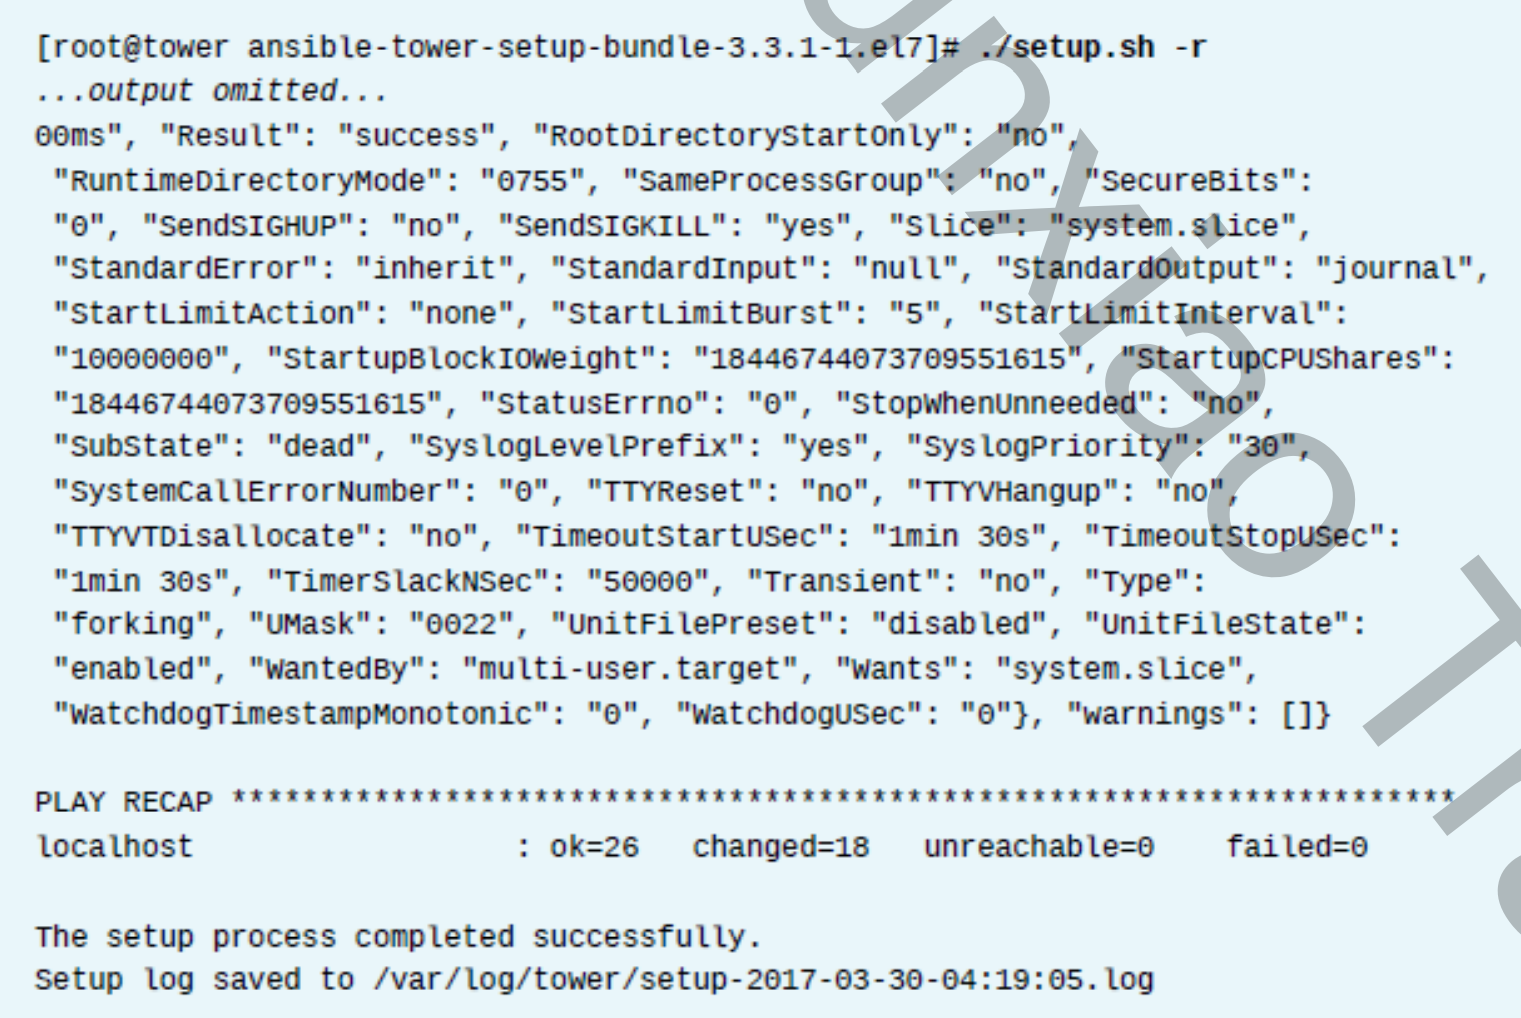 [root@tower ansible-tower-setup-bundle-3.3.1-1.el7]# ./setup.sh -r
...output omitted...
00ms", "Result": "success", "RootDirectoryStartOnly": "no",
"RuntimeDirectoryMode": "0755", "SameProcessGroup": "no", "SecureBits":
"0", "SendSIGHUP": "no", "SendSIGKILL": "yes", "Slice": "system.slice",
"StandardError": "inherit", "StandardInput": "null", "StandardOutput": "journal",
"StartLimitAction": "none", "StartLimitBurst": "5", "StartLimitInterval":
"10000000", "StartupBlockIOWeight": "18446744073709551615", "StartupCPUShares":
"18446744073709551615", "StatusErrno": "0", "StopWhenUnneeded": "no",
"SubState": "dead", "SyslogLevelPrefix": "yes", "SyslogPriority": "30",
"SystemCallErrorNumber": "0", "TTYReset": "no", "TTYVHangup": "no",
"TTYVTDisallocate": "no", "TimeoutStartUSec": "1min 30s", "TimeoutStopUSec":
"1min 30s", "TimerSlackNSec": "50000", "Transient": "no", "Type":
"forking", "UMask": "0022", "UnitFilePreset": "disabled", "UnitFileState":
"enabled", "WantedBy": "multi-user.target", "Wants": "system.slice",
"WatchdogTimestampMonotonic": "0", "WatchdogUSec": "0"}, "warnings": []}
PLAY RECAP *********************************************************************
localhost : ok=26 changed=18 unreachable=0 failed=0
The setup process completed successfully.
Setup log saved to /var/log/tower/setup-2017-03-30-04:19:05.log